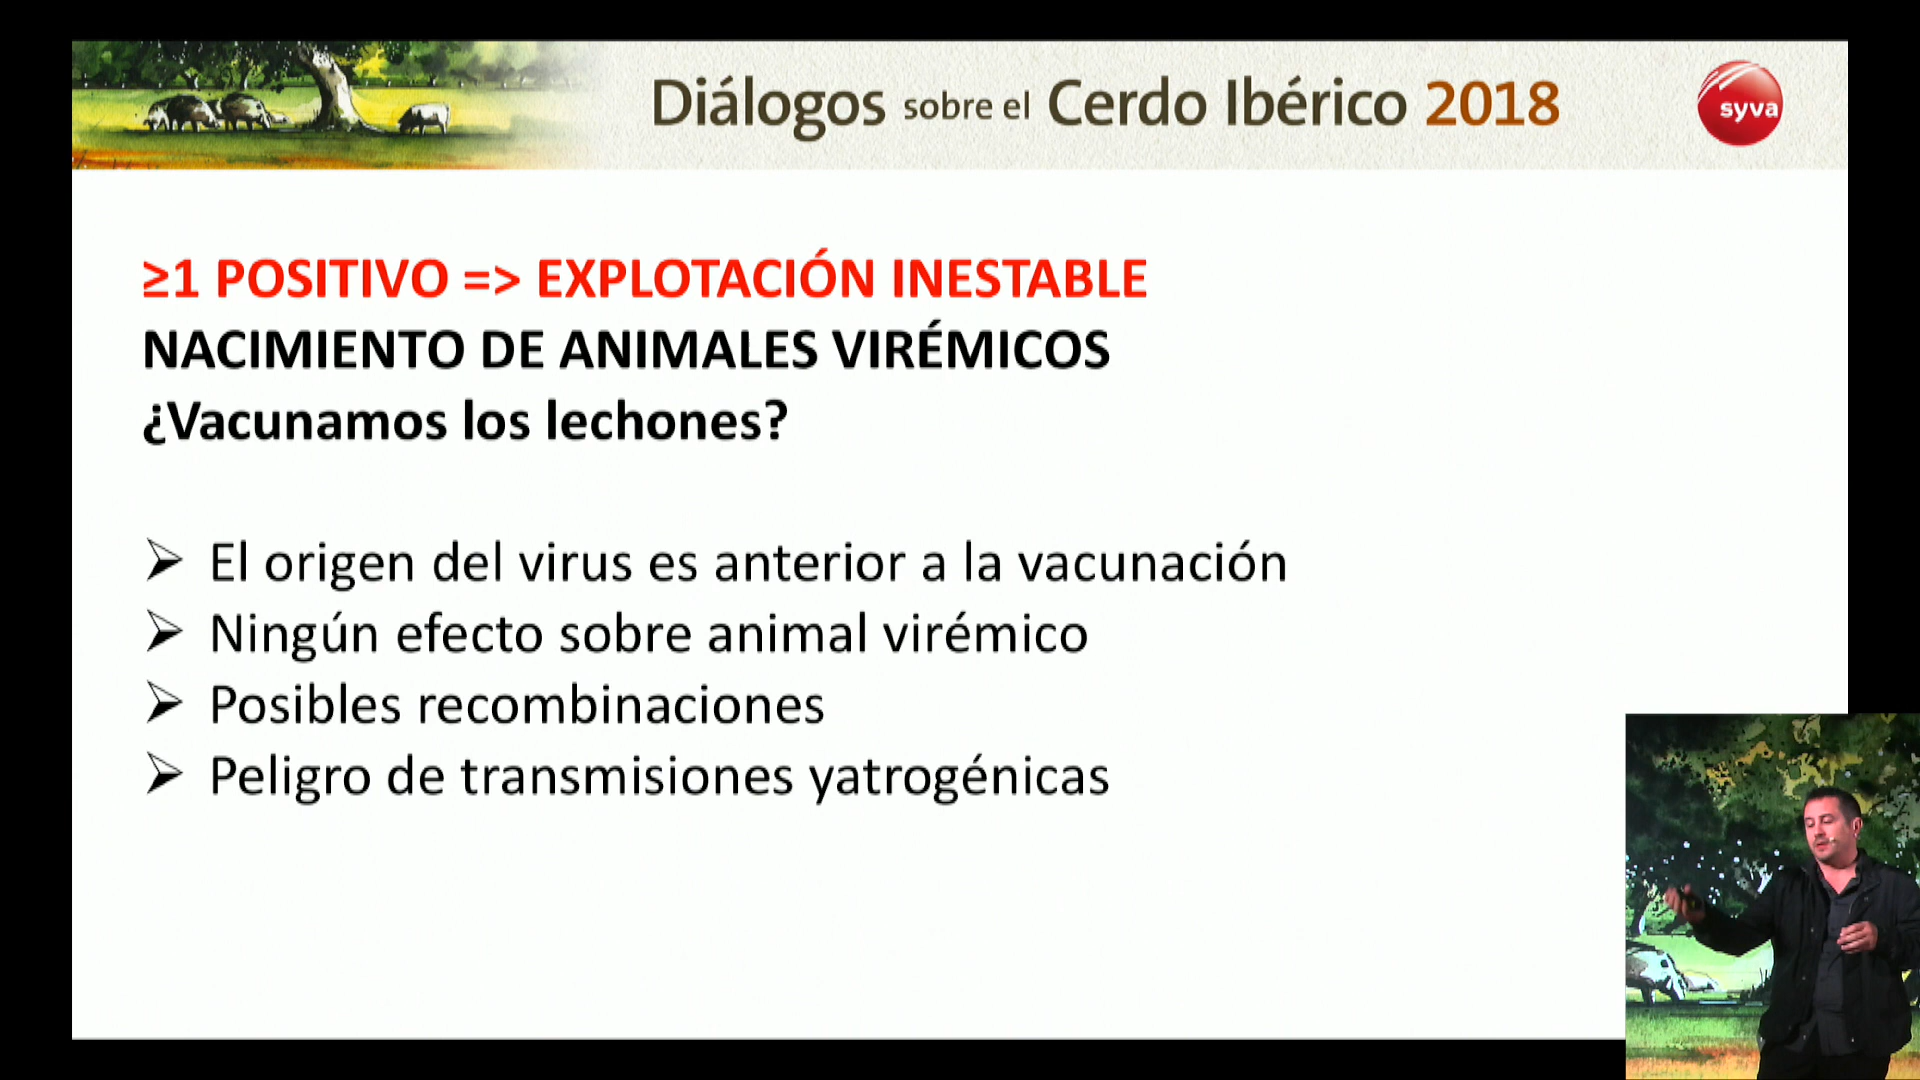 Diálogos sobre el Cerdo Ibérico 2018
syva
≥1 POSITIVO => EXPLOTACIÓN INESTABLE
NACIMIENTO DE ANIMALES VIRÉMICOS
¿Vacunamos los lechones?
➢ El origen del virus es anterior a la vacunación
➢ Ningún efecto sobre animal virémico
➢ Posibles recombinaciones
➢ Peligro de transmisiones yatrogénicas